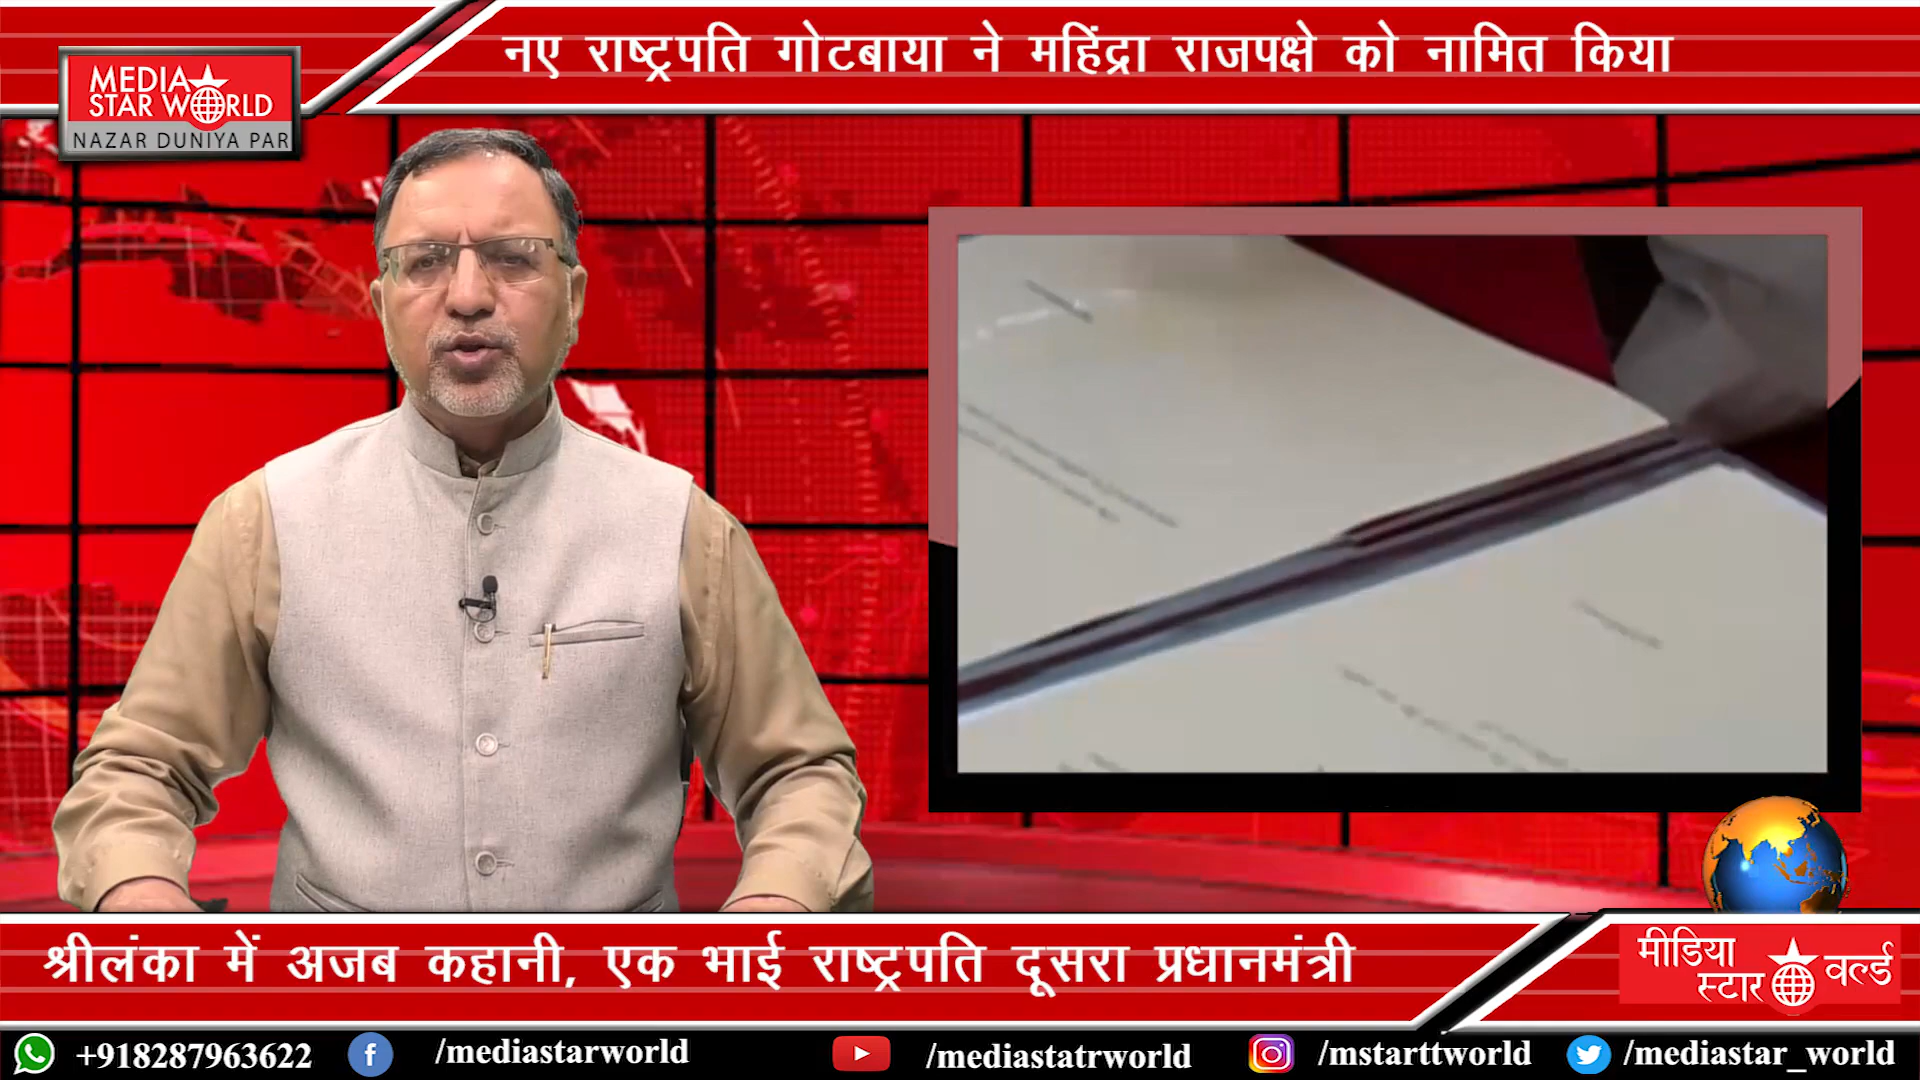 नए राष्ट्रपति गोटबाया ने महिंद्रा राजपक्षे को नामित किया
MEDIA
STAR WORLD
NAZAR DUNIYA PAR
श्रीलंका में अजब कहानी, एक भाई राष्ट्रपति दूसरा प्रधानमंत्री
मीडिया
स्टार वर्ल्ड
+918287963622 /mediastarworld /mediastatrworld /mstarttworld /mediastar_world